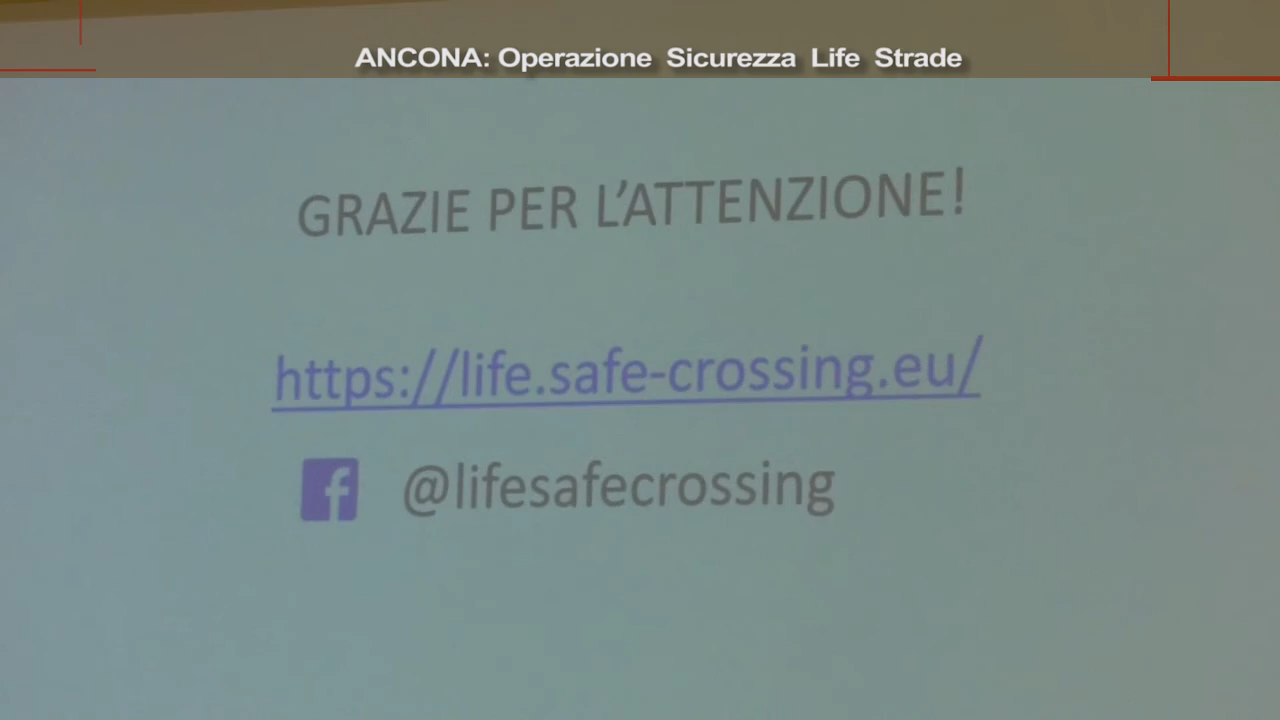 ANCONA: Operazione Sicurezza Life Strade
GRAZIE PER L'ATTENZIONE!
https://life.safe-crossing.eu/
f @lifesafecrossing